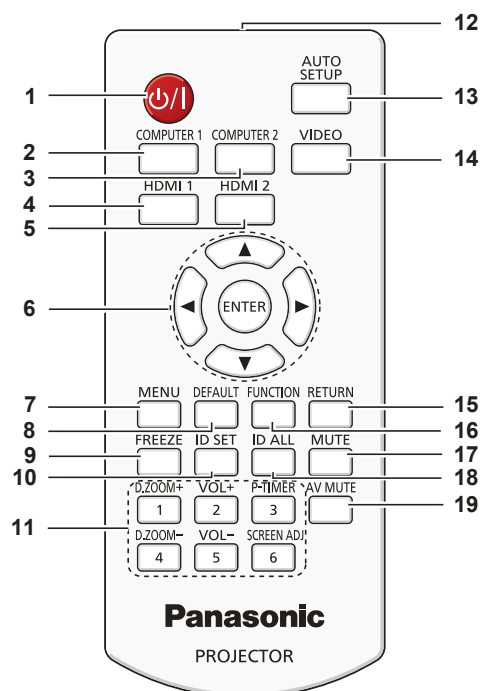 12
AUTO
SETUP
1
⏻/|
13
COMPUTER 1 COMPUTER 2 VIDEO
2
14
3
HDMI 1 HDMI 2
4
5
▲
6
◀ ENTER ▶
▼
MENU DEFAULT FUNCTION RETURN
7
15
8
16
FREEZE ID SET ID ALL MUTE
9
17
10
18
D.ZOOM+ VOL+ P-TIMER AV MUTE
19
11
1 2 3
D.ZOOM− VOL− SCREEN ADJ
4 5 6
Panasonic
PROJECTOR